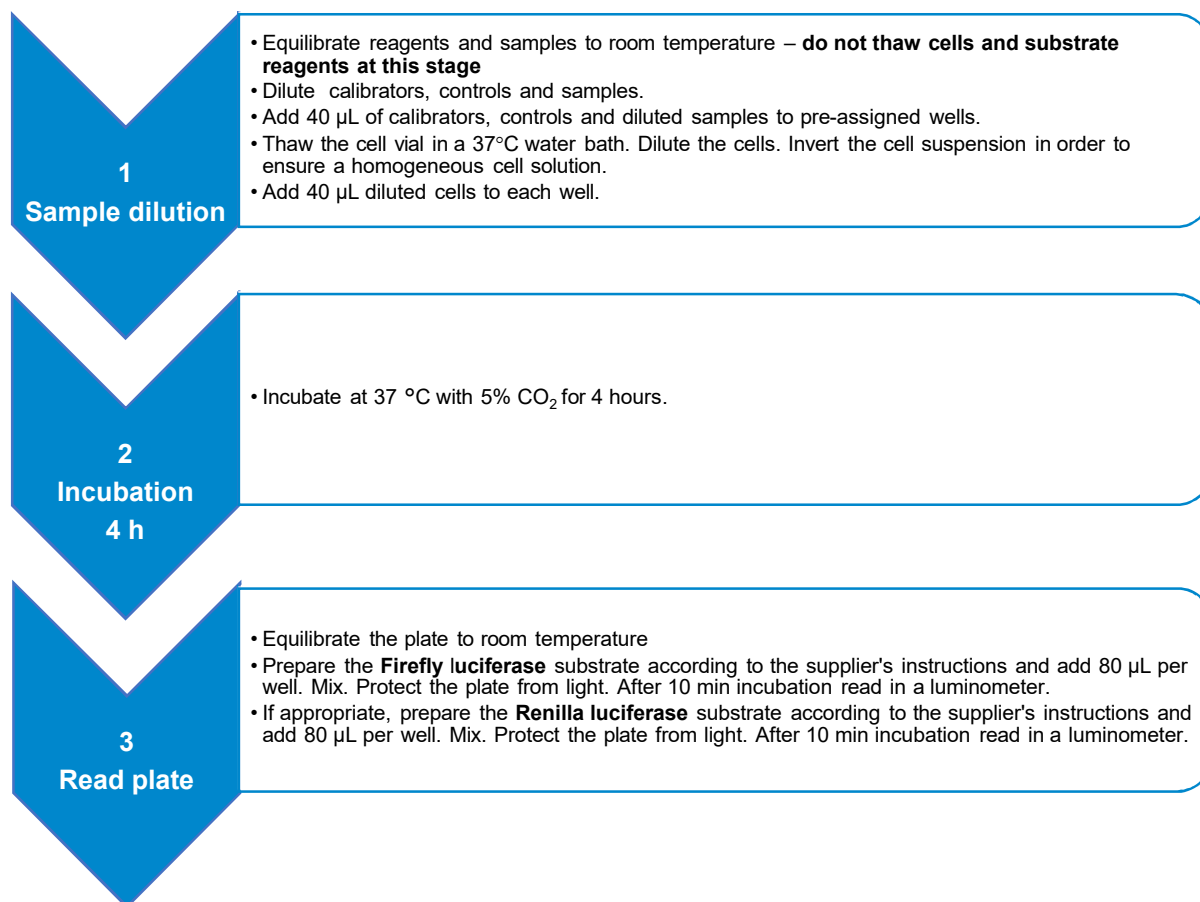 1
Sample dilution
• Equilibrate reagents and samples to room temperature – do not thaw cells and substrate
reagents at this stage
• Dilute calibrators, controls and samples.
• Add 40 µL of calibrators, controls and diluted samples to pre-assigned wells.
• Thaw the cell vial in a 37°C water bath. Dilute the cells. Invert the cell suspension in order to
ensure a homogeneous cell solution.
• Add 40 µL diluted cells to each well.
2
Incubation
4 h
• Incubate at 37 °C with 5% CO₂ for 4 hours.
3
Read plate
• Equilibrate the plate to room temperature
• Prepare the Firefly luciferase substrate according to the supplier's instructions and add 80 µL per
well. Mix. Protect the plate from light. After 10 min incubation read in a luminometer.
• If appropriate, prepare the Renilla luciferase substrate according to the supplier's instructions and
add 80 µL per well. Mix. Protect the plate from light. After 10 min incubation read in a luminometer.